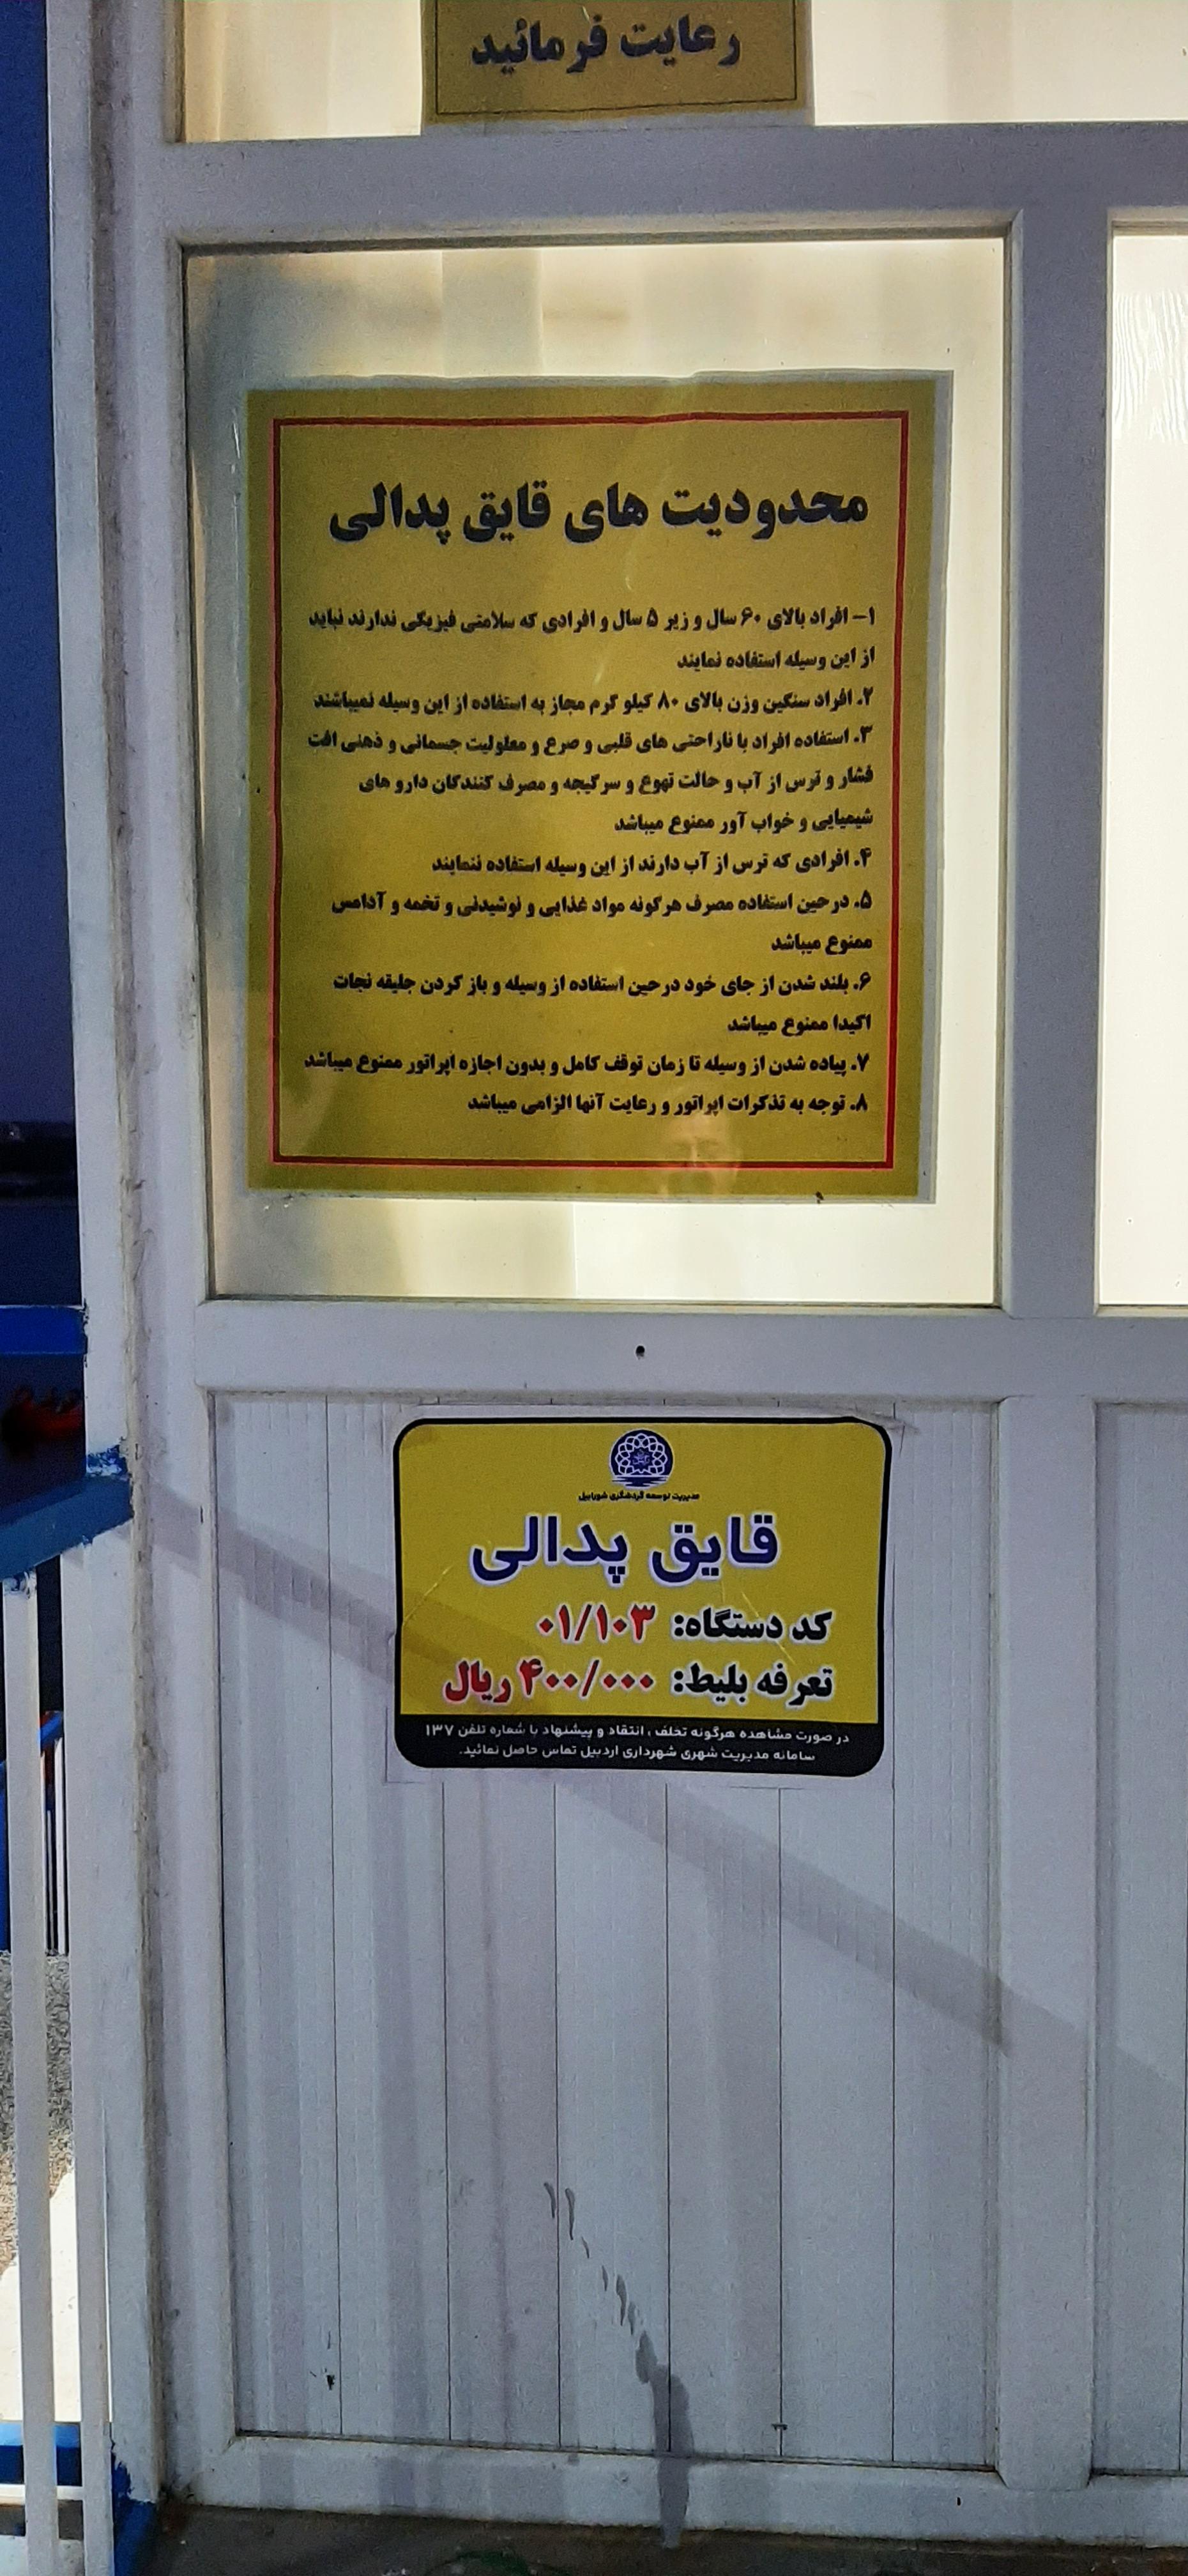 رعایت فرمائید
محدودیت های قایق پدالی
۱- افراد بالای ۶۰ سال و زیر ۵ سال و افرادی که سلامتی فیزیکی ندارند نباید
از این وسیله استفاده نمایند
۲. افراد سنگین وزن بالای ۸۰ کیلو گرم مجاز به استفاده از این وسیله نمیباشند
۳. استفاده افراد با ناراحتی های قلبی و صرع و معلولیت جسمانی و ذهنی افت
فشار و ترس از آب و حالت تهوع و سرگیجه و مصرف کنندگان دارو های
شیمیایی و خواب آور ممنوع میباشد
۴. افرادی که ترس از آب دارند از این وسیله استفاده ننمایند
۵. درحین استفاده مصرف هرگونه مواد غذایی و نوشیدنی و تخمه و آدامس
ممنوع میباشد
۶. بلند شدن از جای خود درحین استفاده از وسیله و باز کردن جلیقه نجات
اکیدا ممنوع میباشد
۷. پیاده شدن از وسیله تا زمان توقف کامل و بدون اجازه اپراتور ممنوع میباشد
۸. توجه به تذکرات اپراتور و رعایت آنها الزامی میباشد
مدیریت توسعه گردشگری شورابیل
قایق پدالی
کد دستگاه: ۰۱/۱۰۳
تعرفه بلیط: ۴۰۰/۰۰۰ ریال
در صورت مشاهده هرگونه تخلف ، انتقاد و پیشنهاد با شماره تلفن ۱۳۷
سامانه مدیریت شهری شهرداری اردبیل تماس حاصل نمائید.